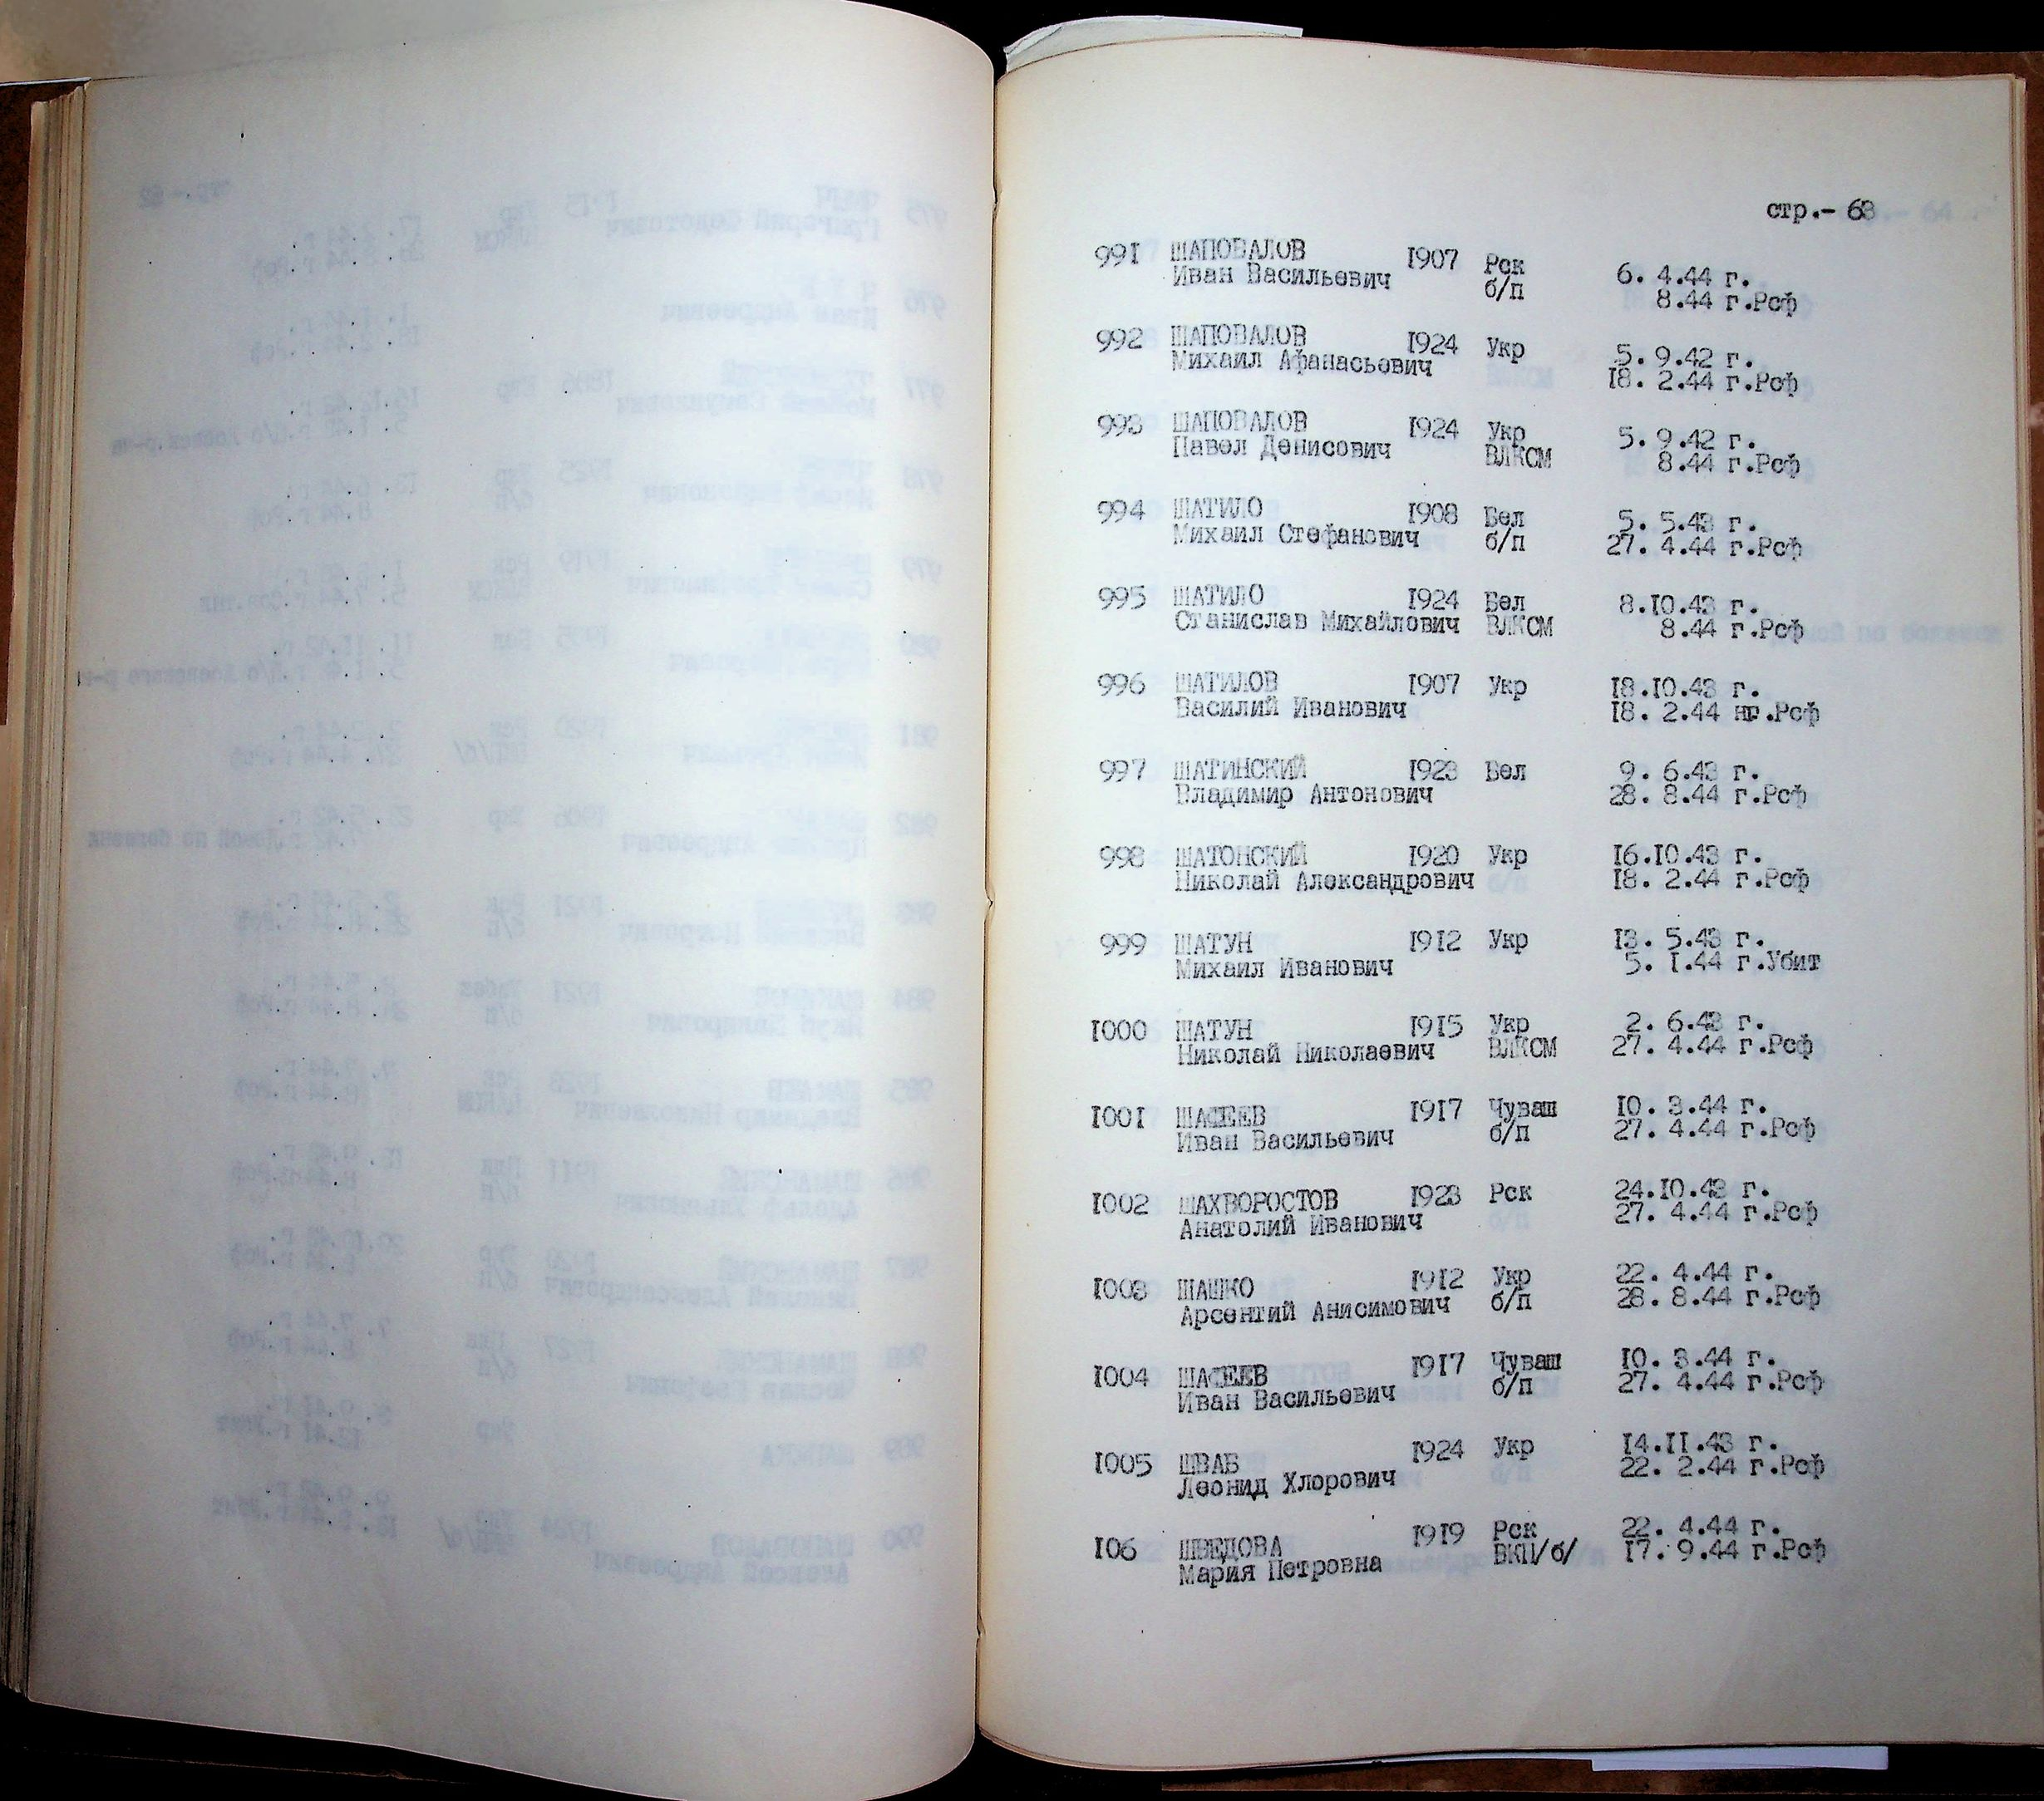 стр.- 63
991 ШАПОВАЛОВ 1907 Рск 6. 4.44 г.
Иван Васильевич б/п 8.44 г.Рсф
992 ШАПОВАЛОВ 1924 Укр 5. 9.42 г.
Михаил Афанасьевич 18. 2.44 г.Рсф
993 ШАПОВАЛОВ 1924 Укр 5. 9.42 г.
Павел Денисович ВЛКСМ 8.44 г.Рсф
994 ШАТИЛО 1908 Бел 5. 5.43 г.
Михаил Стефанович б/п 27. 4.44 г.Рсф
995 ШАТИЛО 1924 Бел 8.10.43 г.
Станислав Михайлович ВЛКСМ 8.44 г.Рсф
996 ШАТИЛОВ 1907 Укр 18.10.43 г.
Василий Иванович 18. 2.44 г.Рсф
997 ШАТИНСКИЙ 1923 Бел 9. 6.43 г.
Владимир Антонович 28. 8.44 г.Рсф
998 ШАТОНСКИЙ 1920 Укр 16.10.43 г.
Николай Александрович 18. 2.44 г.Рсф
999 ШАТУН 1912 Укр 13. 5.43 г.
Михаил Иванович 5. 1.44 г.Убит
1000 ШАТУН 1915 Укр 2. 6.43 г.
Николай Николаевич ВЛКСМ 27. 4.44 г.Рсф
1001 1917 Чуваш 10. 3.44 г.
Иван Васильевич б/п 27. 4.44 г.Рсф
1002 ШАХВОРОСТОВ 1923 Рск 24.10.43 г.
Анатолий Иванович 27. 4.44 г.Рсф
1003 ШАШКО 1912 Укр 22. 4.44 г.
Арсентий Анисимович б/п 28. 8.44 г.Рсф
1004 1917 Чуваш 10. 3.44 г.
Иван Васильевич б/п 27. 4.44 г.Рсф
1005 ШВАБ 1924 Укр 14.11.43 г.
Леонид Хлорович 22. 2.44 г.Рсф
106 ШВЕДОВА 1919 Рск 22. 4.44 г.
Мария Петровна ВКП/б/ 17. 9.44 г.Рсф